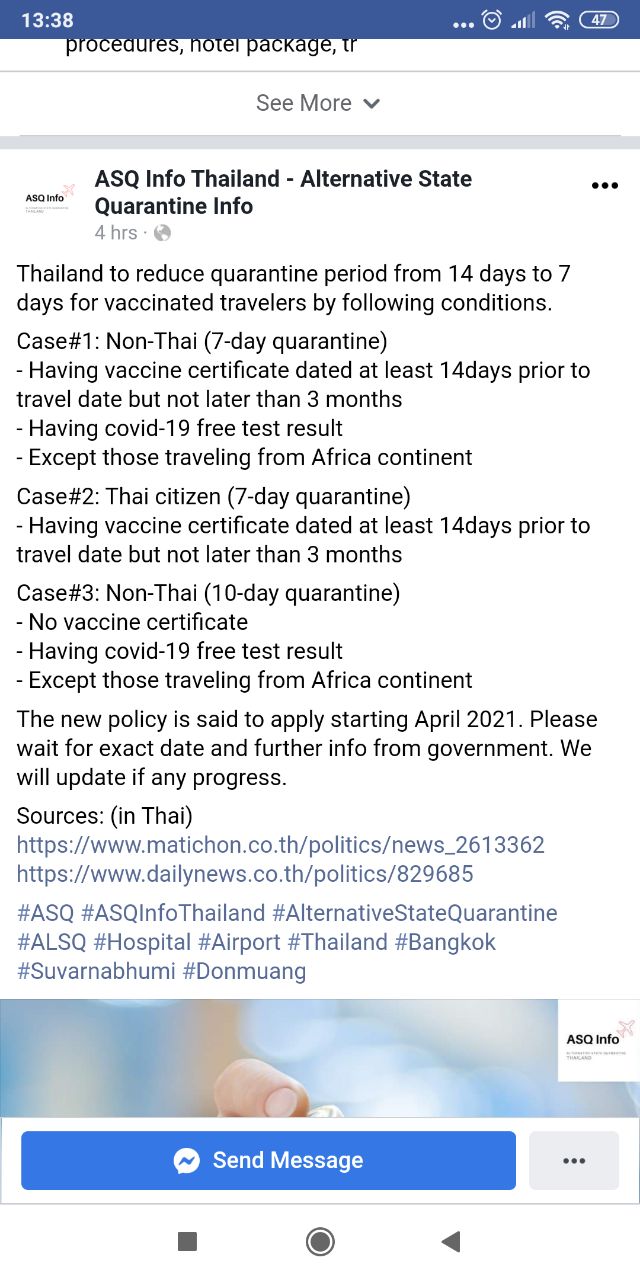 13:38
47
procedures, hotel package, tr
See More
ASQ Info
THAILAND
ASQ Info Thailand - Alternative State
Quarantine Info
4 hrs ·
Thailand to reduce quarantine period from 14 days to 7
days for vaccinated travelers by following conditions.
Case#1: Non-Thai (7-day quarantine)
- Having vaccine certificate dated at least 14days prior to
travel date but not later than 3 months
- Having covid-19 free test result
- Except those traveling from Africa continent
Case#2: Thai citizen (7-day quarantine)
- Having vaccine certificate dated at least 14days prior to
travel date but not later than 3 months
Case#3: Non-Thai (10-day quarantine)
- No vaccine certificate
- Having covid-19 free test result
- Except those traveling from Africa continent
The new policy is said to apply starting April 2021. Please
wait for exact date and further info from government. We
will update if any progress.
Sources: (in Thai)
https://www.matichon.co.th/politics/news_2613362
https://www.dailynews.co.th/politics/829685
#ASQ #ASQInfoThailand #AlternativeStateQuarantine
#ALSQ #Hospital #Airport #Thailand #Bangkok
#Suvarnabhumi #Donmuang
ASQ Info
ALTERNATIVE STATE QUARANTINE
THAILAND
Send Message